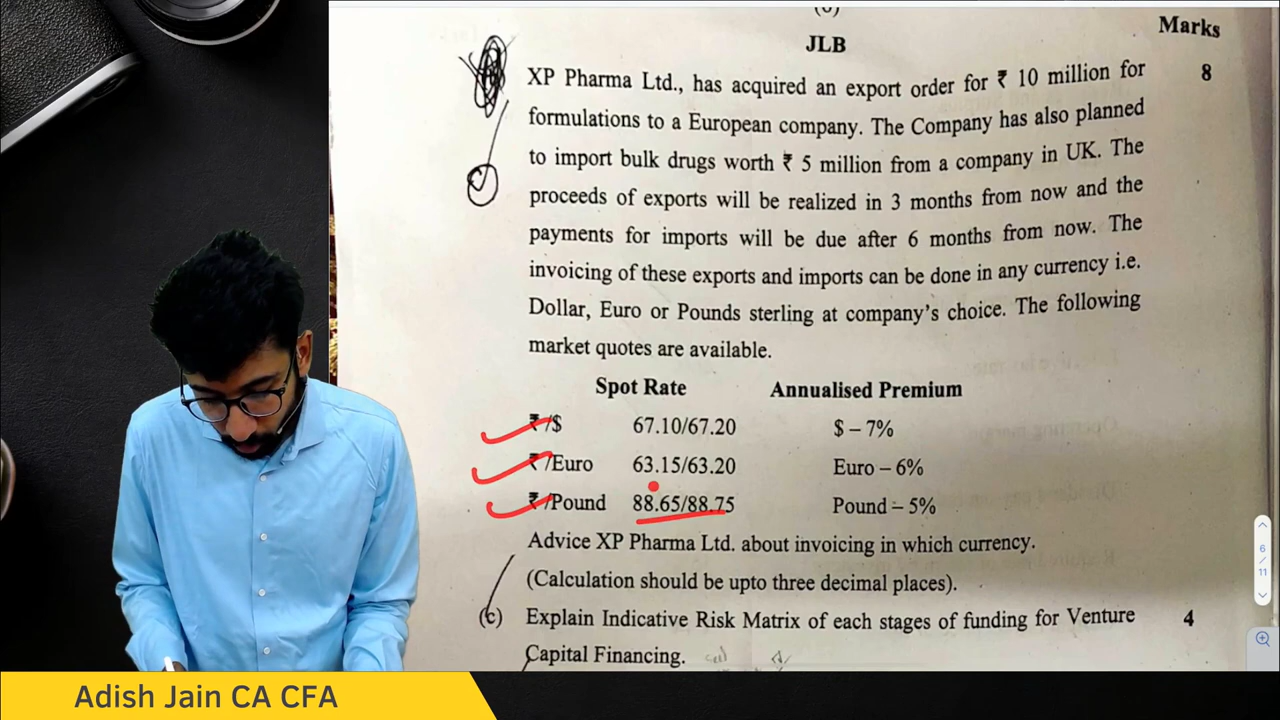 (6)
JLB
Marks
XP Pharma Ltd., has acquired an export order for ₹ 10 million for 8
formulations to a European company. The Company has also planned
to import bulk drugs worth ₹ 5 million from a company in UK. The
proceeds of exports will be realized in 3 months from now and the
payments for imports will be due after 6 months from now. The
invoicing of these exports and imports can be done in any currency i.e.
Dollar, Euro or Pounds sterling at company's choice. The following
market quotes are available.
Spot Rate Annualised Premium
₹/$ 67.10/67.20 $ – 7%
₹/Euro 63.15/63.20 Euro – 6%
₹/Pound 88.65/88.75 Pound – 5%
Advice XP Pharma Ltd. about invoicing in which currency.
(Calculation should be upto three decimal places).
(c) Explain Indicative Risk Matrix of each stages of funding for Venture 4
Capital Financing.
6
/
11
Adish Jain CA CFA